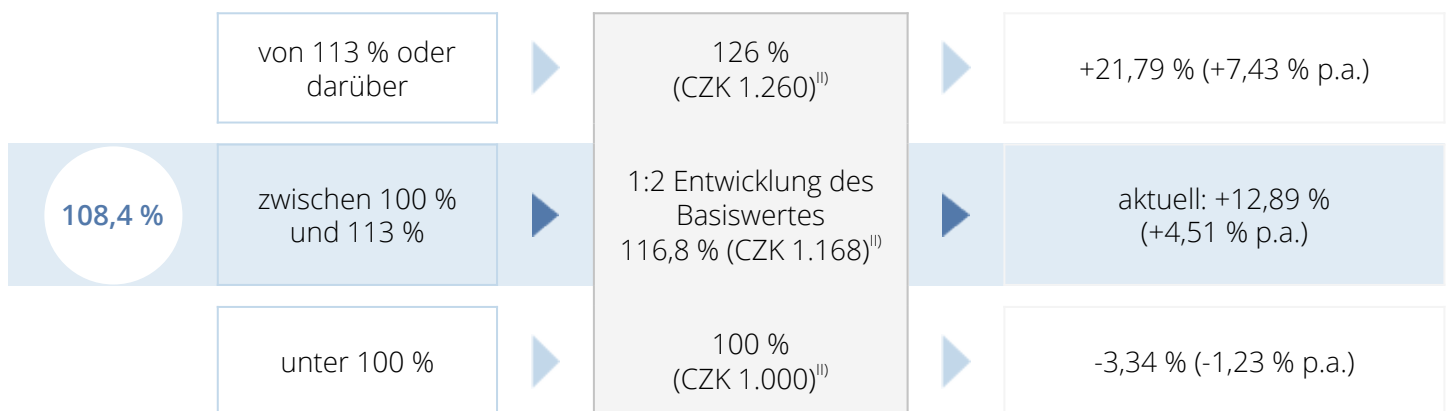 von 113 % oder
darüber
126 %
(CZK 1.260)II)
+21,79 % (+7,43 % p.a.)
108,4 %
zwischen 100 %
und 113 %
1:2 Entwicklung des
Basiswertes
116,8 % (CZK 1.168)II)
aktuell: +12,89 %
(+4,51 % p.a.)
unter 100 %
100 %
(CZK 1.000)II)
-3,34 % (-1,23 % p.a.)